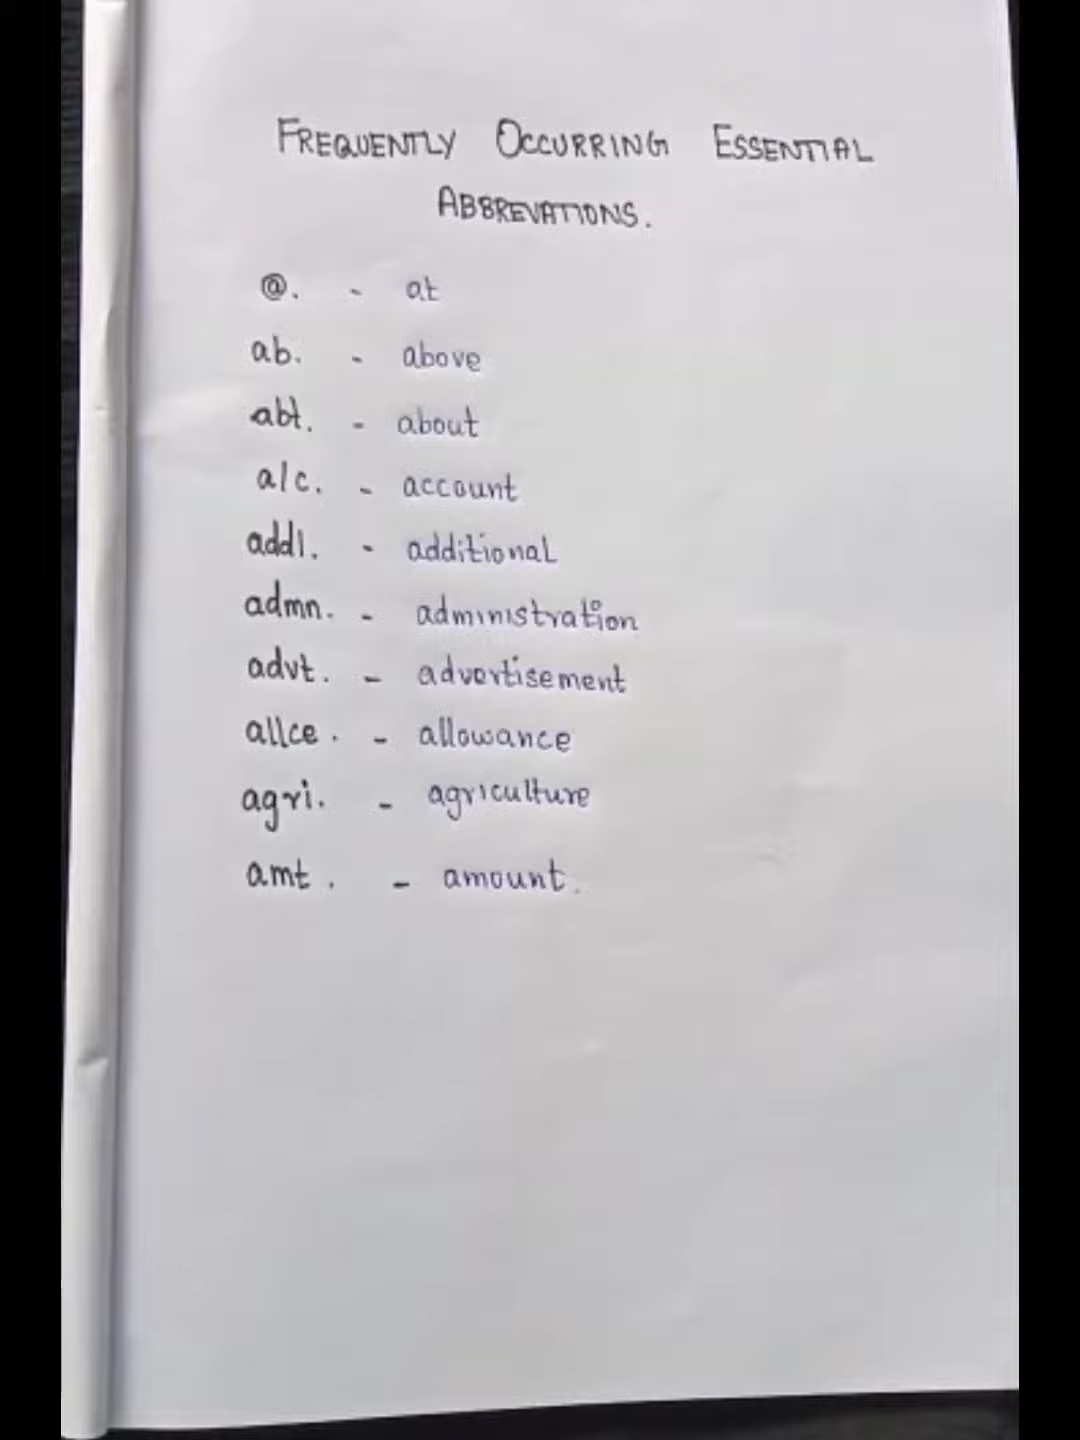 FREQUENTLY OCCURRING ESSENTIAL
ABBREVATIONS.
@. - at
ab. - above
abt. - about
a/c. - account
addl. - additional
admn. - administration
advt. - advertisement
allce. - allowance
agri. - agriculture
amt. - amount.